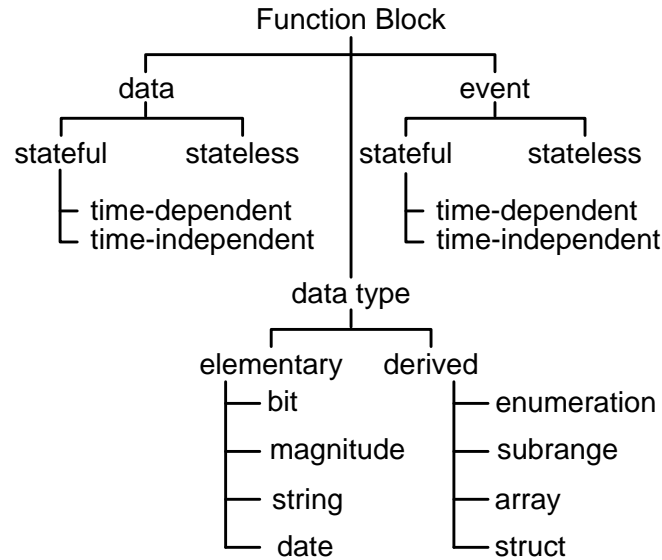 Function Block
data
event
stateful
stateless
stateful
stateless
time-dependent
time-independent
time-dependent
time-independent
data type
elementary
derived
bit
magnitude
string
date
enumeration
subrange
array
struct